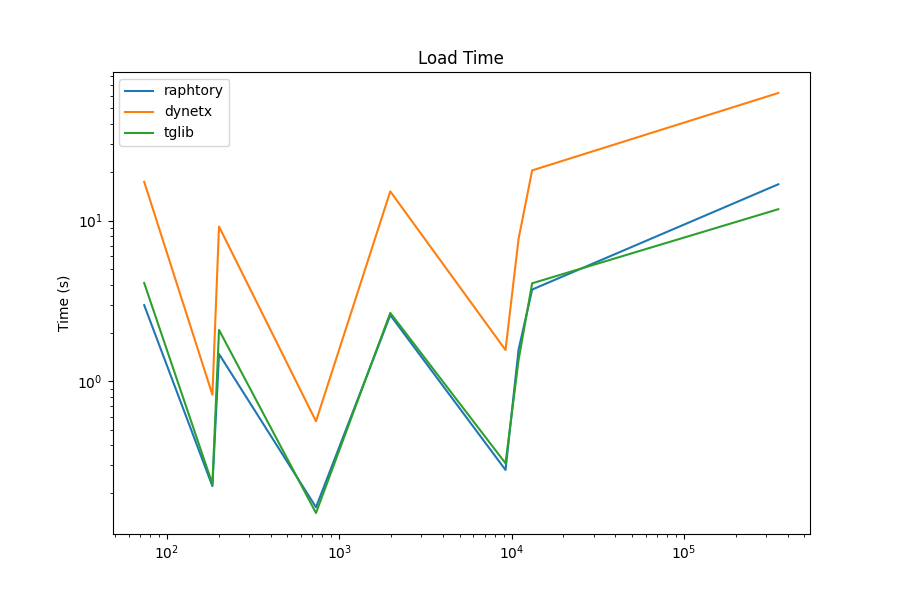 Load Time
raphtory
dynetx
tglib
Time (s)
10¹
10⁰
10² 10³ 10⁴ 10⁵